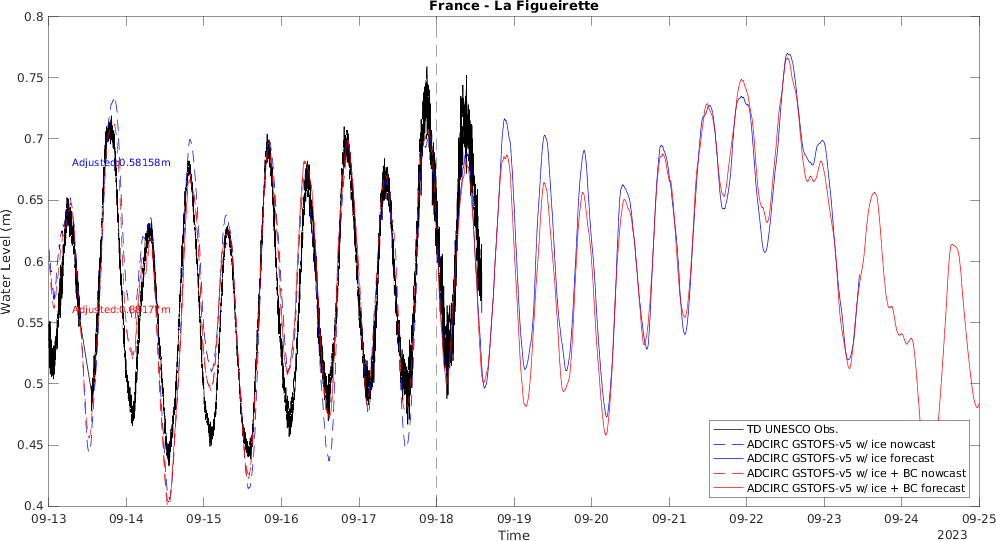 France - La Figueirette
Water Level (m)
0.8
0.75
0.7
0.65
0.6
0.55
0.5
0.45
0.4
Adjusted:0.58158m
TD UNESCO Obs.
ADCIRC GSTOFS-v5 w/ ice nowcast
ADCIRC GSTOFS-v5 w/ ice forecast
ADCIRC GSTOFS-v5 w/ ice + BC nowcast
ADCIRC GSTOFS-v5 w/ ice + BC forecast
09-13 09-14 09-15 09-16 09-17 09-18 09-19 09-20 09-21 09-22 09-23 09-24 09-25
Time
2023